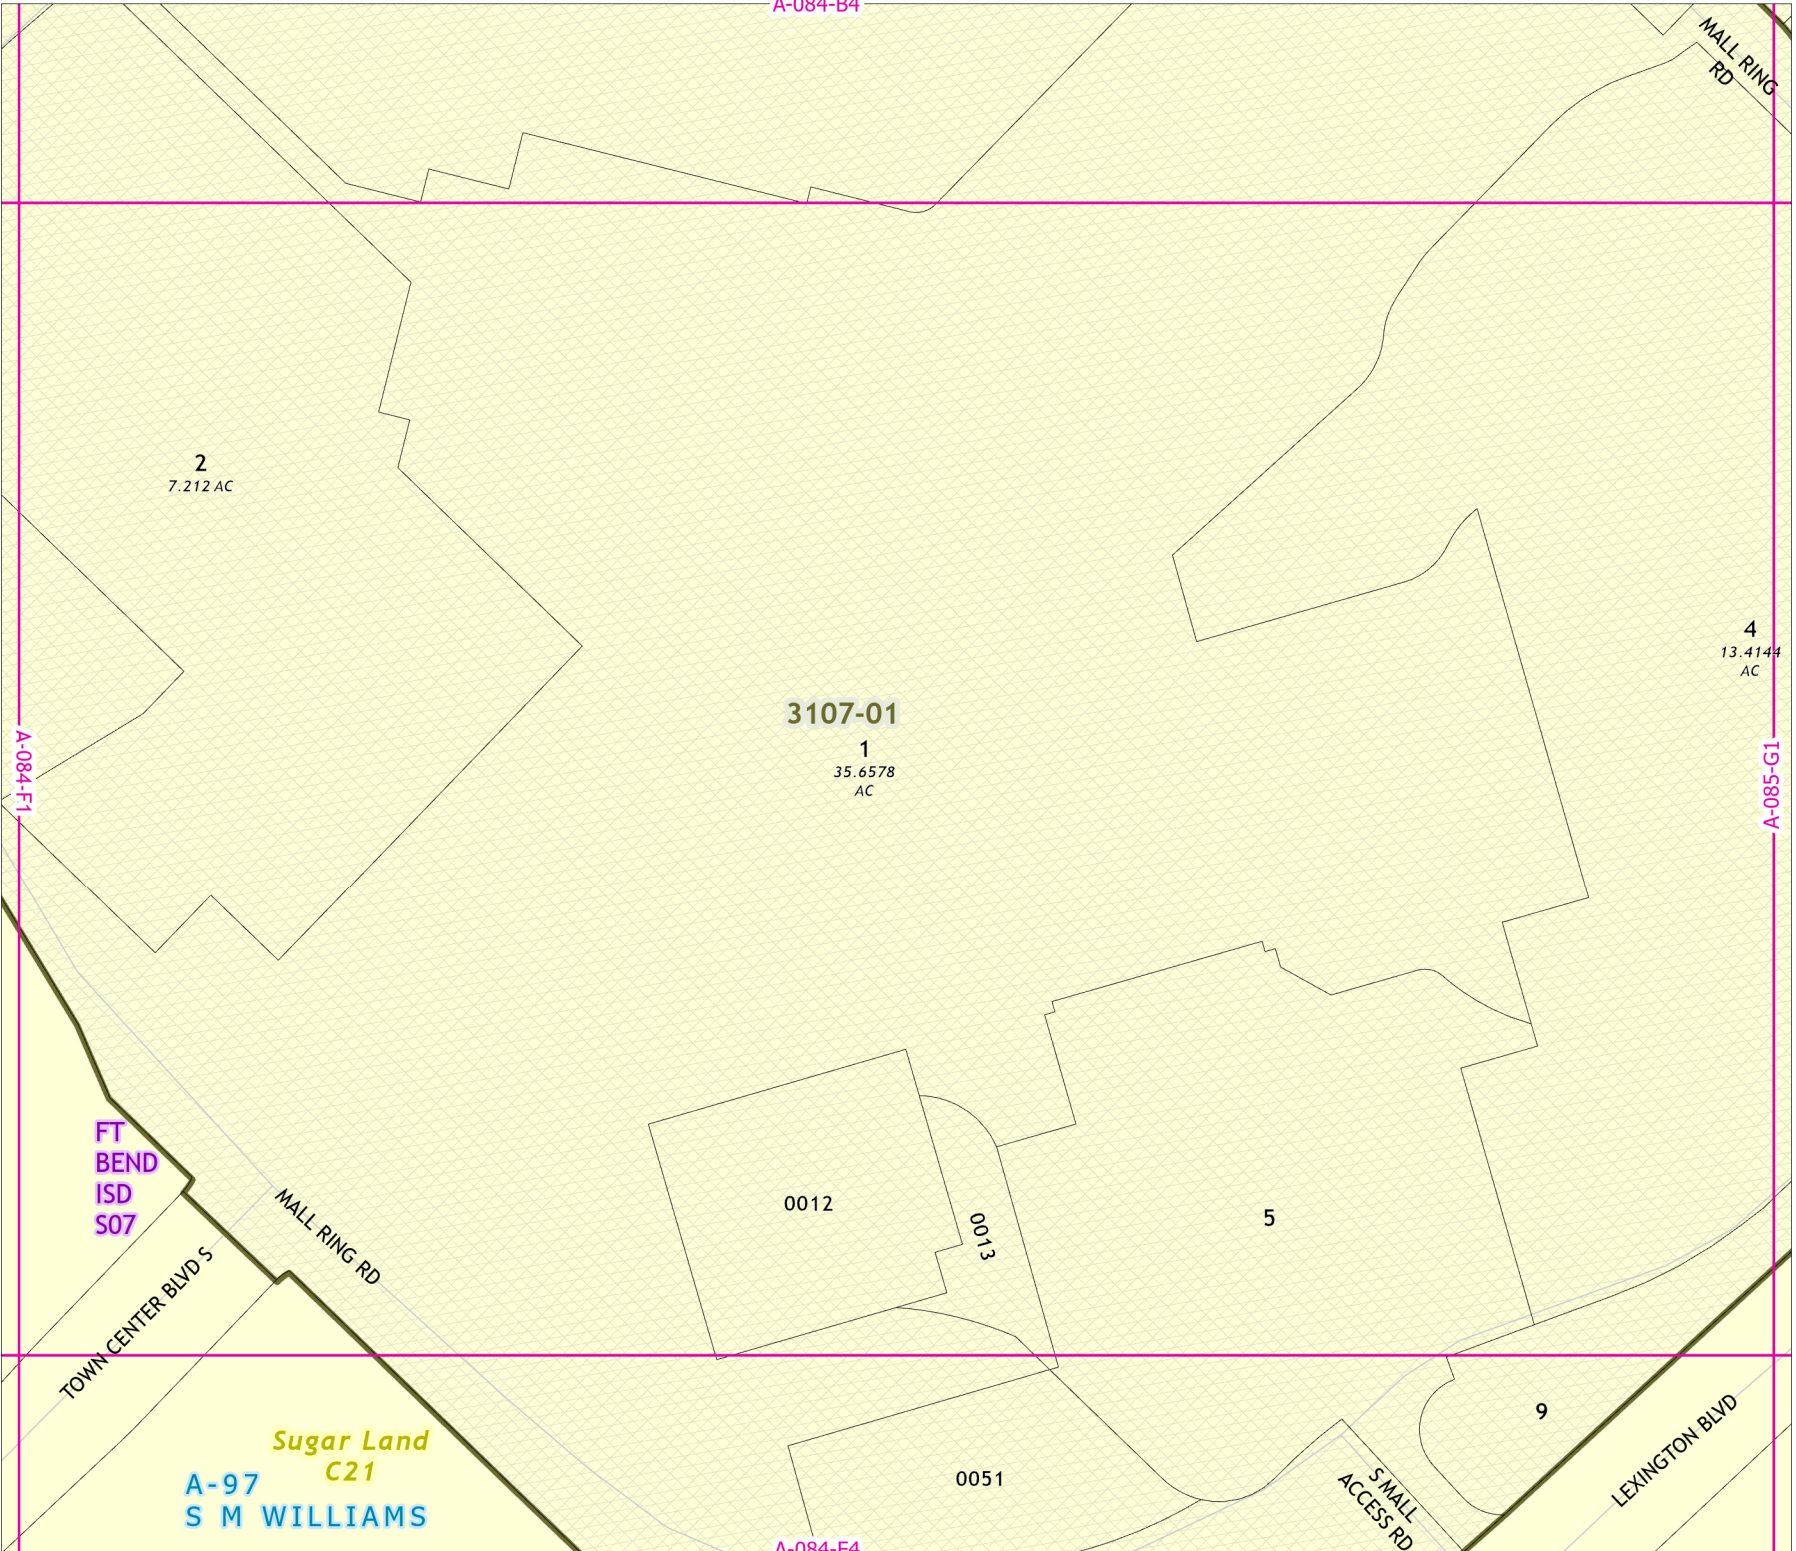 A-084-B4
MALL RING
RD
2
7.212 AC
4
13.4144
AC
3107-01
1
35.6578
AC
A-084-F1
A-085-G1
FT
BEND
ISD
S07
MALL RING RD
TOWN CENTER BLVD S
0012
0013
5
9
Sugar Land
C21
A-97
S M WILLIAMS
0051
S MALL
ACCESS RD
LEXINGTON BLVD